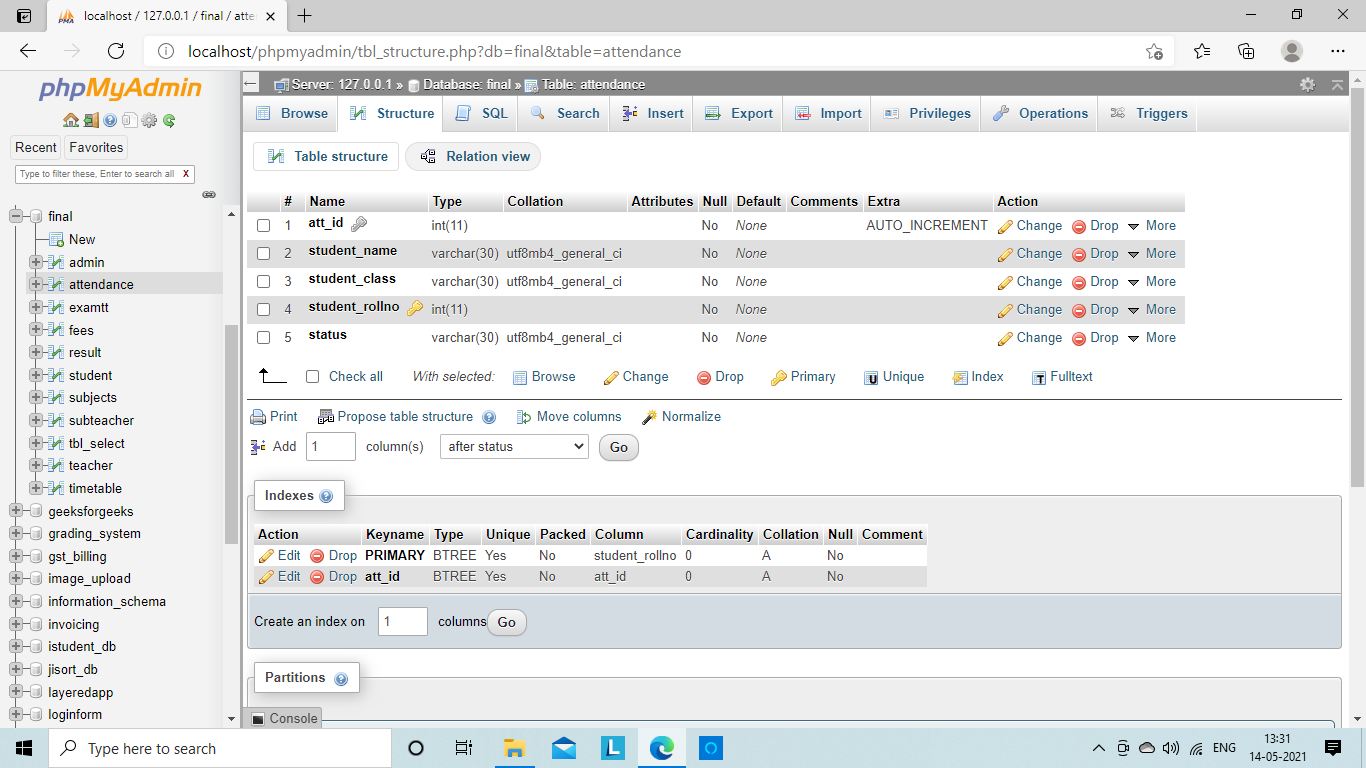 localhost / 127.0.0.1 / final / atte
localhost/phpmyadmin/tbl_structure.php?db=final&table=attendance
phpMyAdmin
Recent Favorites
Type to filter these, Enter to search all X
final
New
admin
attendance
examtt
fees
result
student
subjects
subteacher
tbl_select
teacher
timetable
geeksforgeeks
grading_system
gst_billing
image_upload
information_schema
invoicing
istudent_db
jisort_db
layeredapp
loginform
Server: 127.0.0.1 » Database: final » Table: attendance
Browse Structure SQL Search Insert Export Import Privileges Operations Triggers
Table structure Relation view
# Name Type Collation Attributes Null Default Comments Extra Action
1 att_id int(11) No None AUTO_INCREMENT Change Drop More
2 student_name varchar(30) utf8mb4_general_ci No None Change Drop More
3 student_class varchar(30) utf8mb4_general_ci No None Change Drop More
4 student_rollno int(11) No None Change Drop More
5 status varchar(30) utf8mb4_general_ci No None Change Drop More
Check all With selected: Browse Change Drop Primary Unique Index Fulltext
Print Propose table structure Move columns Normalize
Add 1 column(s) after status Go
Indexes
Action Keyname Type Unique Packed Column Cardinality Collation Null Comment
Edit Drop PRIMARY BTREE Yes No student_rollno 0 A No
Edit Drop att_id BTREE Yes No att_id 0 A No
Create an index on 1 columns Go
Partitions
Console
Type here to search
ENG
13:31
14-05-2021